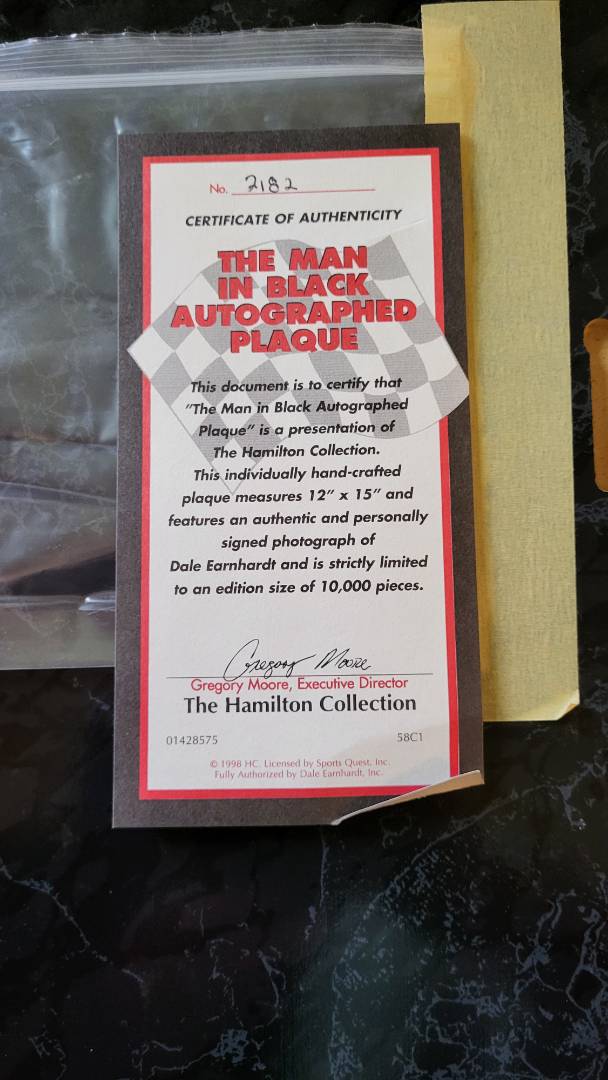 No. 2182
CERTIFICATE OF AUTHENTICITY
THE MAN
IN BLACK
AUTOGRAPHED
PLAQUE
This document is to certify that
"The Man in Black Autographed
Plaque" is a presentation of
The Hamilton Collection.
This individually hand-crafted
plaque measures 12" x 15" and
features an authentic and personally
signed photograph of
Dale Earnhardt and is strictly limited
to an edition size of 10,000 pieces.
Gregory Moore
Gregory Moore, Executive Director
The Hamilton Collection
01428575 58C1
© 1998 HC. Licensed by Sports Quest, Inc.
Fully Authorized by Dale Earnhardt, Inc.